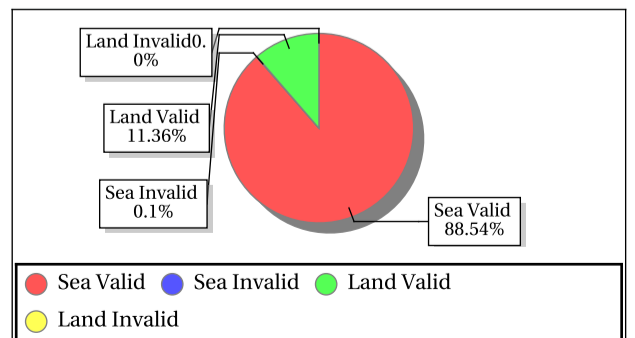 Land Invalid0.
0%
Land Valid
11.36%
Sea Invalid
0.1%
Sea Valid
88.54%
Sea Valid
Sea Invalid
Land Valid
Land Invalid